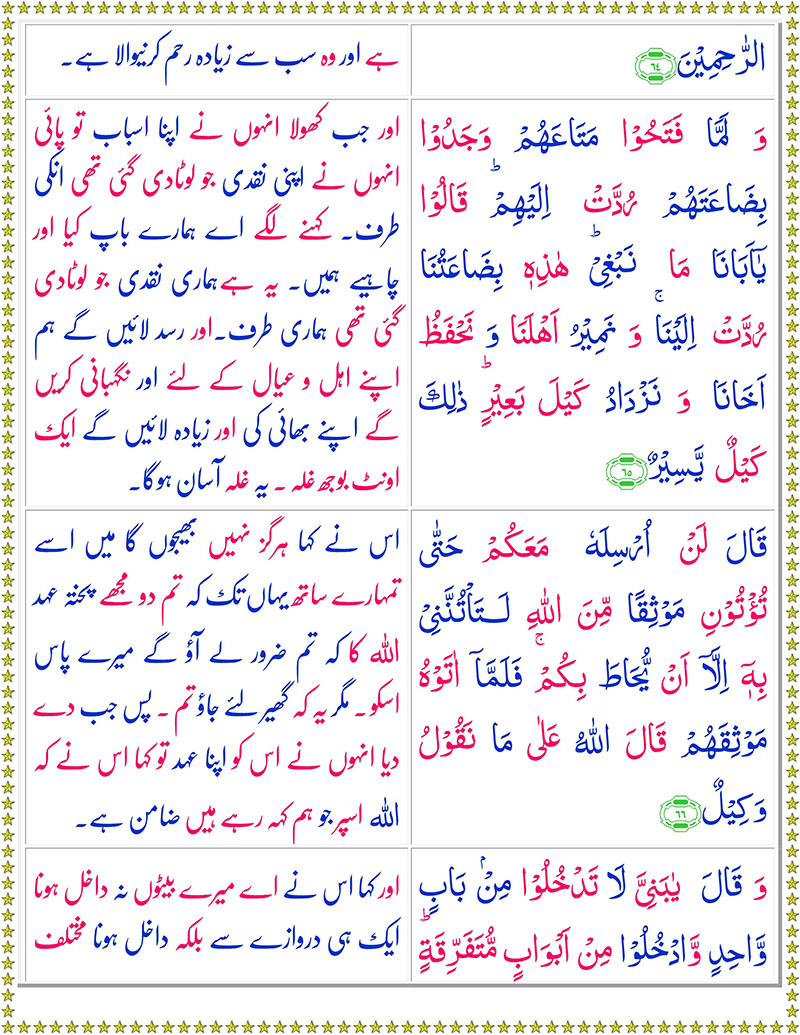 الرّٰحِمِیْنَ ﴿٦٤﴾
ہے اور وہ سب سے زیادہ رحم کرنیوالا ہے۔
وَ لَمَّا فَتَحُوْا مَتَاعَهُمْ وَجَدُوْا
بِضَاعَتَهُمْ رُدَّتْ اِلَیْهِمْ ؕ قَالُوْا
یٰۤاَبَانَا مَا نَبْغِیْ ؕ هٰذِهٖ بِضَاعَتُنَا
رُدَّتْ اِلَیْنَا ۚ وَ نَمِیْرُ اَهْلَنَا وَ نَحْفَظُ
اَخَانَا وَ نَزْدَادُ كَیْلَ بَعِیْرٍ ؕ ذٰلِكَ
كَیْلٌ یَّسِیْرٌ ﴿٦٥﴾
اور جب کھولا انہوں نے اپنا اسباب تو پائی
انہوں نے اپنی نقدی جو لوٹادی گئی تھی انکی
طرف۔ کہنے لگے اے ہمارے باپ کیا اور
چاہیے ہمیں۔ یہ ہے ہماری نقدی جو لوٹادی
گئی تھی ہماری طرف۔اور رسد لائیں گے ہم
اپنے اہل و عیال کے لئے اور نگہبانی کریں
گے اپنے بھائی کی اور زیادہ لائیں گے ایک
اونٹ بوجھ غلہ ۔ یہ غلہ آسان ہوگا۔
قَالَ لَنْ اُرْسِلَهٗ مَعَكُمْ حَتّٰی
تُؤْتُوْنِ مَوْثِقًا مِّنَ اللّٰهِ لَتَاْتُنَّنِیْ
بِهٖۤ اِلَّاۤ اَنْ یُّحَاطَ بِكُمْ ۚ فَلَمَّاۤ اٰتَوْهُ
مَوْثِقَهُمْ قَالَ اللّٰهُ عَلٰی مَا نَقُوْلُ
وَكِیْلٌ ﴿٦٦﴾
اس نے کہا ہرگز نہیں بھیجوں گا میں اسے
تمہارے ساتھ یہاں تک کہ تم دو مجھے پختہ عہد
اللہ کا کہ تم ضرور لے آؤ گے میرے پاس
اسکو۔ مگر یہ کہ گھیر لئے جاؤ تم ۔ پس جب دے
دیا انہوں نے اس کو اپنا عہد تو کہا اس نے کہ
اللہ اسپر جو ہم کہہ رہے ہیں ضامن ہے۔
وَ قَالَ یٰبَنِیَّ لَا تَدْخُلُوْا مِنْۢ بَابٍ
وَّاحِدٍ وَّادْخُلُوْا مِنْ اَبْوَابٍ مُّتَفَرِّقَةٍ ؕ
اور کہا اس نے اے میرے بیٹوں نہ داخل ہونا
ایک ہی دروازے سے بلکہ داخل ہونا مختلف